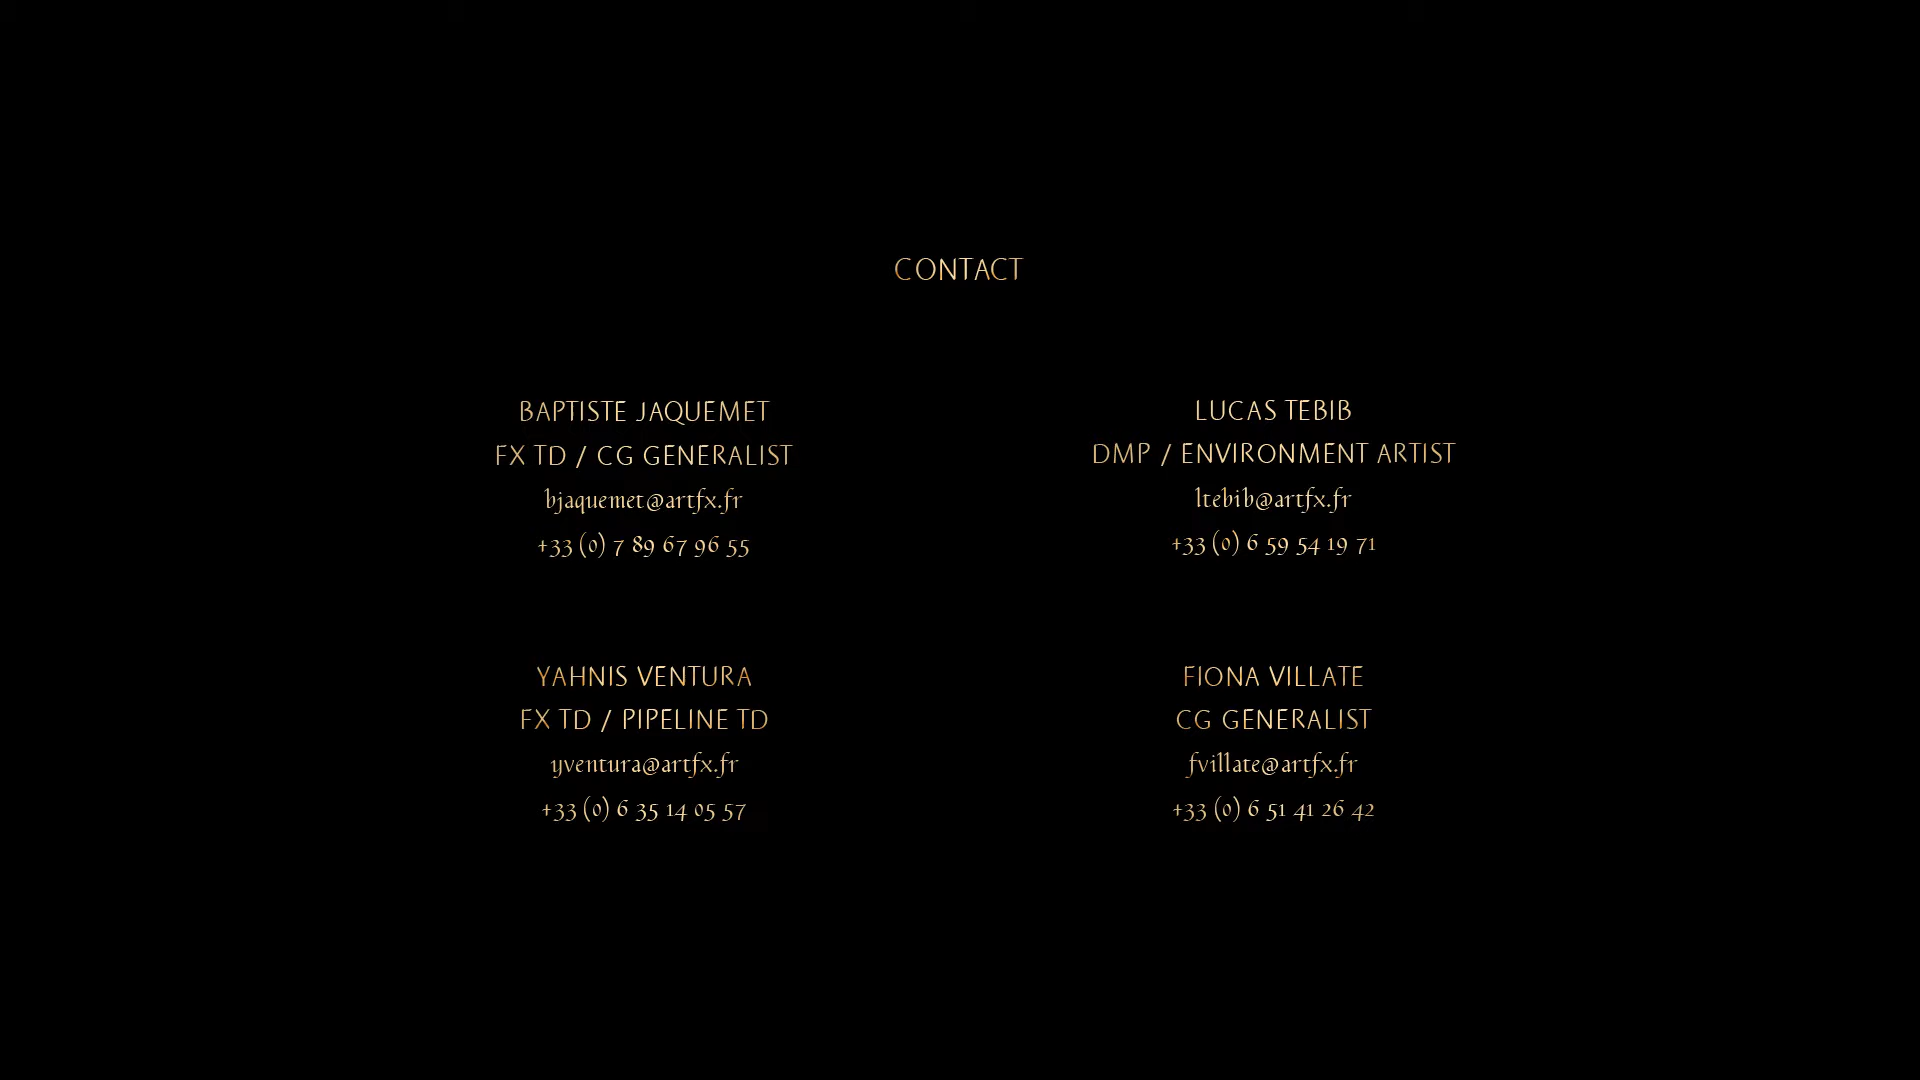 CONTACT
BAPTISTE JAQUEMET
FX TD / CG GENERALIST
bjaquemet@artfx.fr
+33 (0) 7 89 67 96 55
LUCAS TEBIB
DMP / ENVIRONMENT ARTIST
ltebib@artfx.fr
+33 (0) 6 59 54 19 71
YAHNIS VENTURA
FX TD / PIPELINE TD
yventura@artfx.fr
+33 (0) 6 35 14 05 57
FIONA VILLATE
CG GENERALIST
fvillate@artfx.fr
+33 (0) 6 51 41 26 42